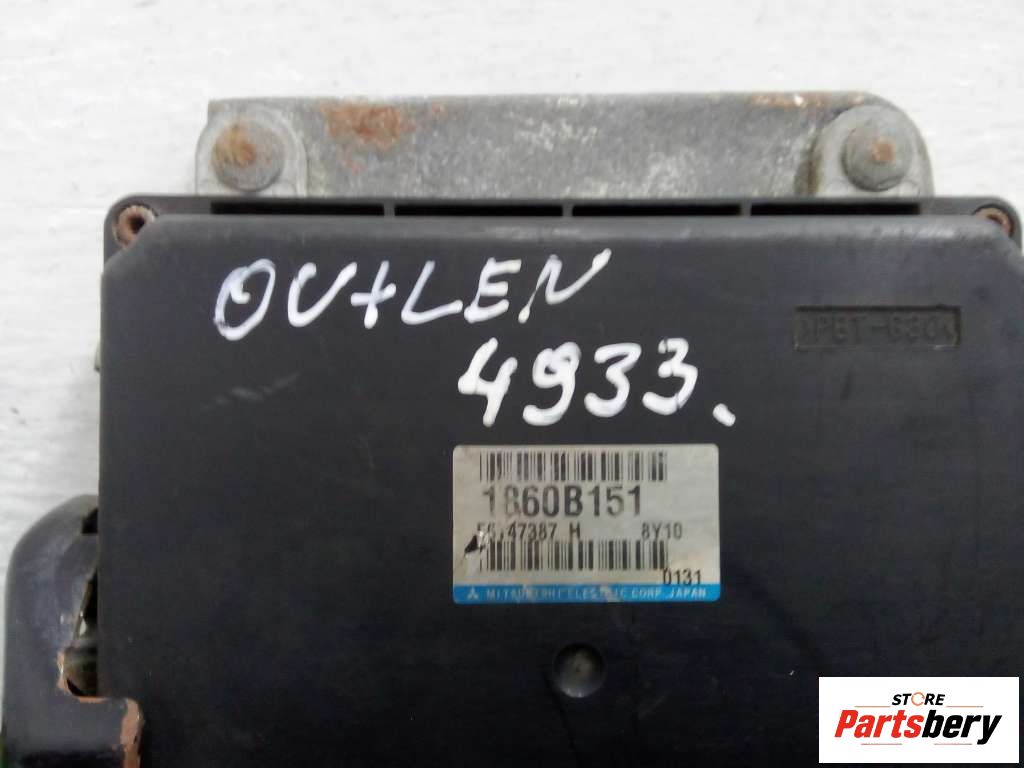 OUTLEN
4933.
1860B151
47387 H 8Y10
0131
MITSUBISHI ELECTRIC CORP. JAPAN
STORE
Partsbery